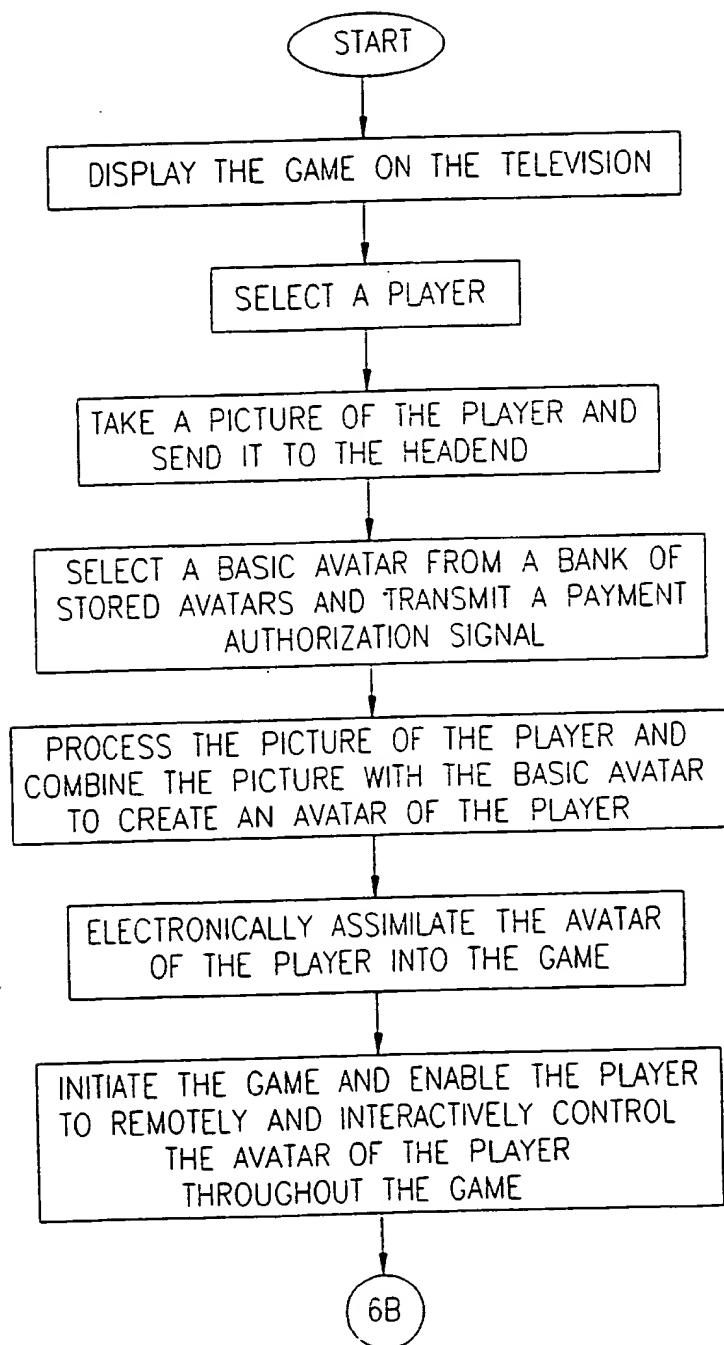 START
DISPLAY THE GAME ON THE TELEVISION
SELECT A PLAYER
TAKE A PICTURE OF THE PLAYER AND
SEND IT TO THE HEADEND
SELECT A BASIC AVATAR FROM A BANK OF
STORED AVATARS AND TRANSMIT A PAYMENT
AUTHORIZATION SIGNAL
PROCESS THE PICTURE OF THE PLAYER AND
COMBINE THE PICTURE WITH THE BASIC AVATAR
TO CREATE AN AVATAR OF THE PLAYER
ELECTRONICALLY ASSIMILATE THE AVATAR
OF THE PLAYER INTO THE GAME
INITIATE THE GAME AND ENABLE THE PLAYER
TO REMOTELY AND INTERACTIVELY CONTROL
THE AVATAR OF THE PLAYER
THROUGHOUT THE GAME
6B